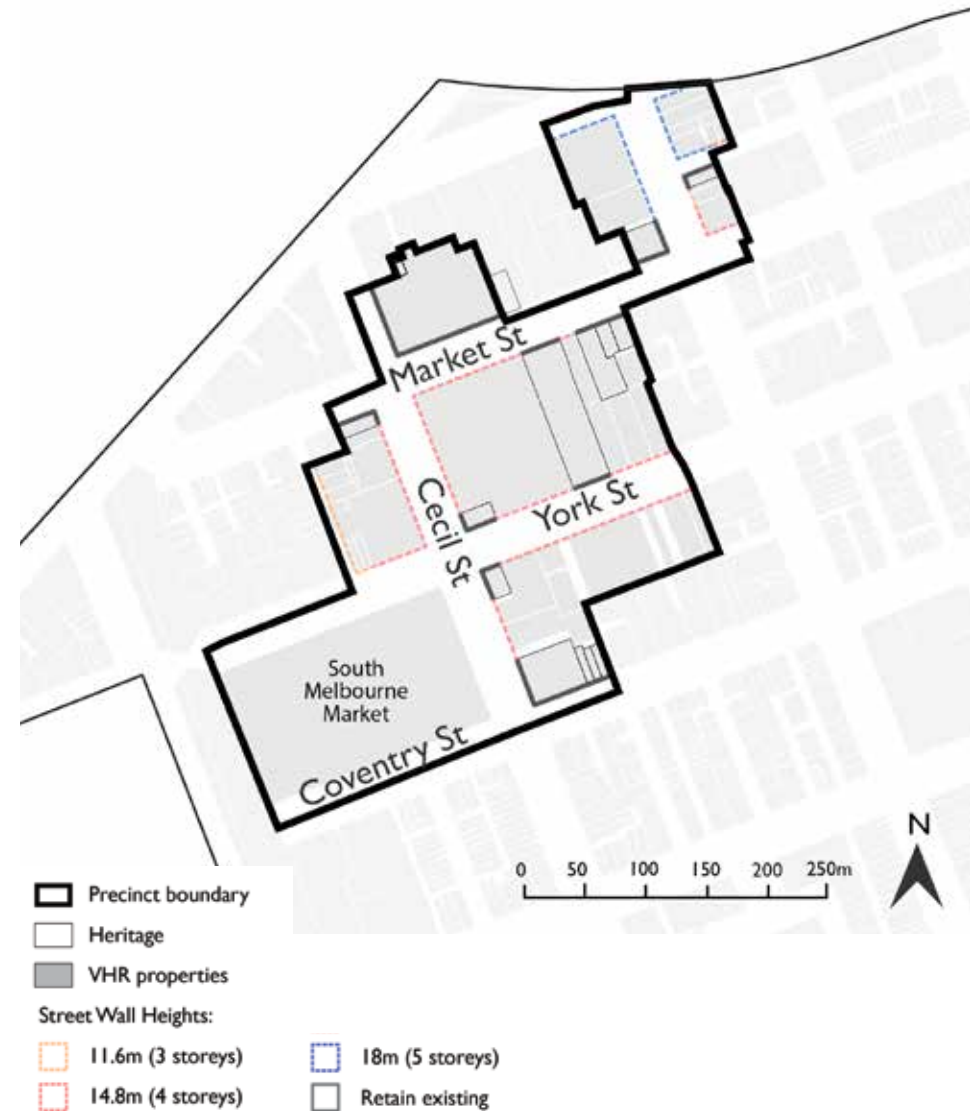 Market St
Cecil St
York St
South
Melbourne
Market
Coventry St
N
0 50 100 150 200 250m
Precinct boundary
Heritage
VHR properties
Street Wall Heights:
11.6m (3 storeys)
18m (5 storeys)
14.8m (4 storeys)
Retain existing